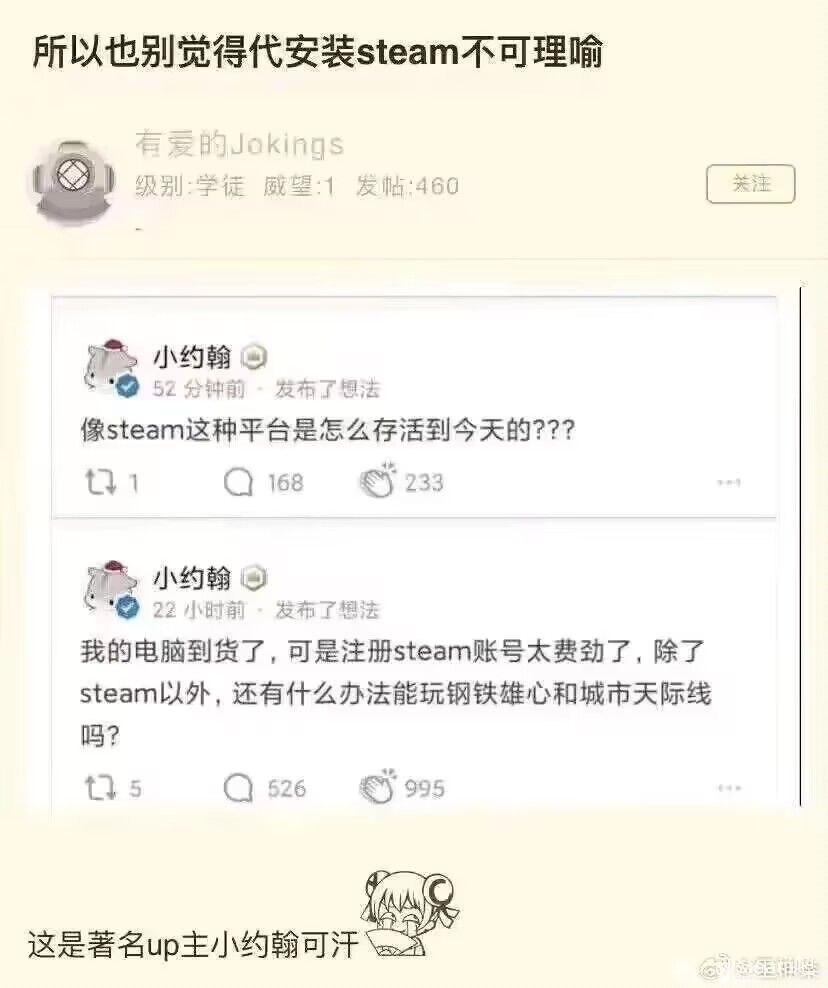 所以也别觉得代安装steam不可理喻
有爱的Jokings
级别:学徒 威望:1 发帖:460
关注
小约翰
52 分钟前 · 发布了想法
像steam这种平台是怎么存活到今天的???
1 168 233
小约翰
22 小时前 · 发布了想法
我的电脑到货了，可是注册steam账号太费劲了，除了
steam以外，还有什么办法能玩钢铁雄心和城市天际线
吗?
5 526 995
这是著名up主小约翰可汗